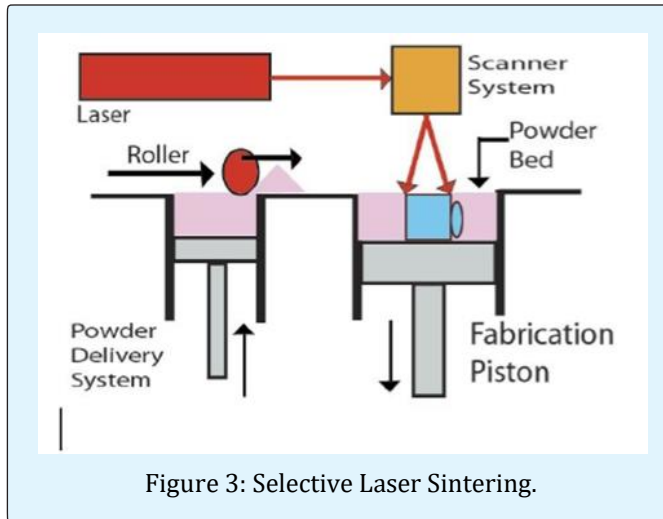 Laser
Scanner
System
Roller
Powder
Bed
Powder
Delivery
System
Fabrication
Piston
Figure 3: Selective Laser Sintering.